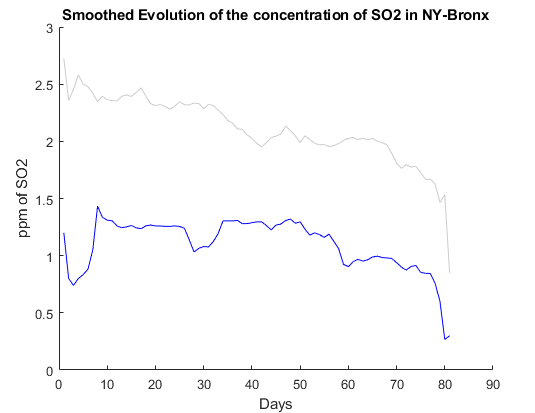 Smoothed Evolution of the concentration of SO2 in NY-Bronx
3
2.5
2
1.5
1
0.5
0
ppm of SO2
0 10 20 30 40 50 60 70 80 90
Days